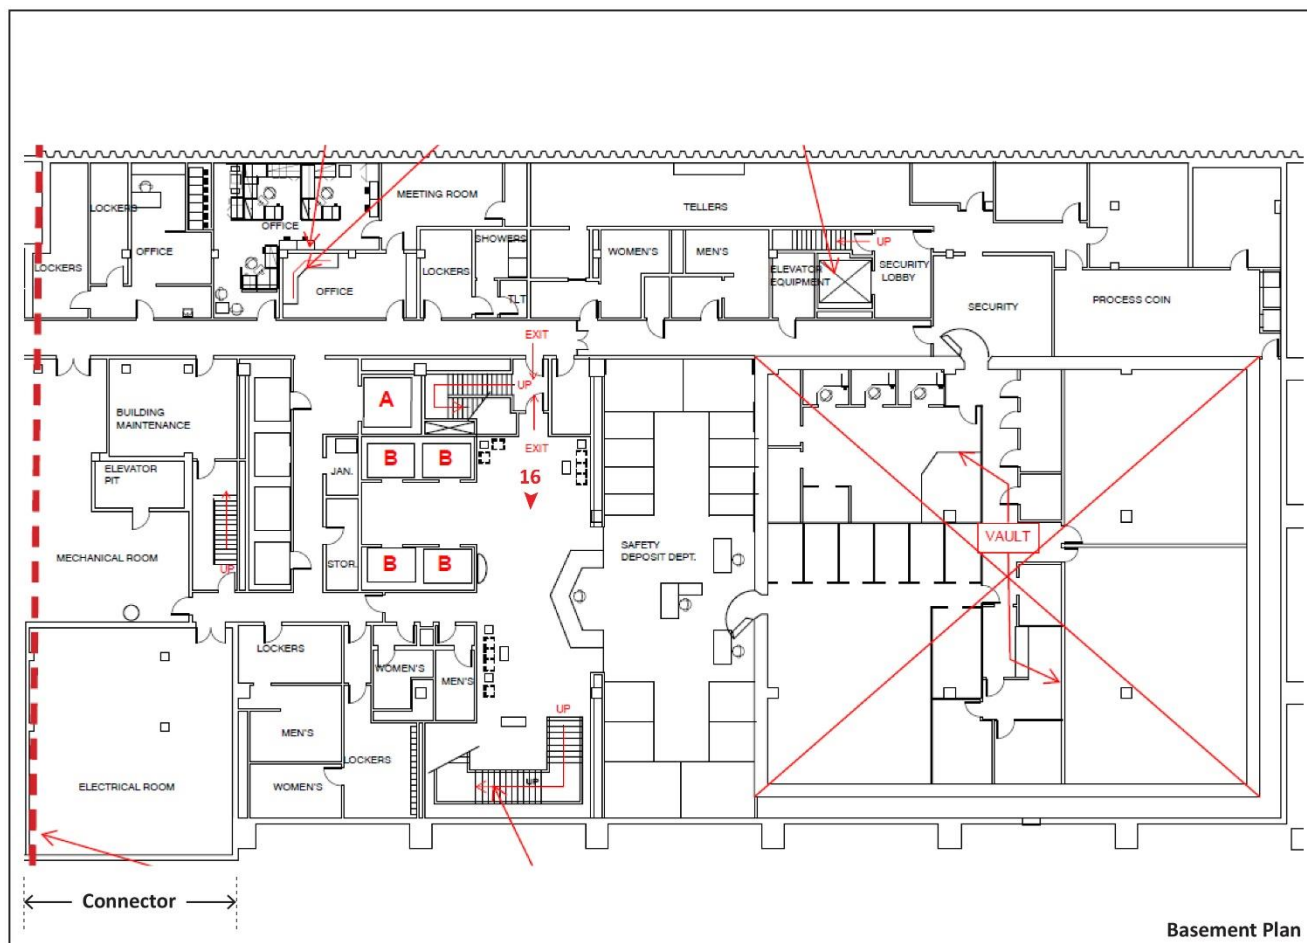 MEETING ROOM
TELLERS
LOCKERS
OFFICE
OFFICE
LOCKERS
SHOWERS
LOCKERS
OFFICE
TLT
WOMEN'S
MEN'S
UP
ELEVATOR
EQUIPMENT
SECURITY
LOBBY
SECURITY
PROCESS COIN
EXIT
UP
A
BUILDING
MAINTENANCE
EXIT
B
B
JAN.
16
ELEVATOR
PIT
VAULT
MECHANICAL ROOM
UP
STOR.
B
B
SAFETY
DEPOSIT DEPT.
LOCKERS
WOMEN'S
MEN'S
UP
MEN'S
LOCKERS
ELECTRICAL ROOM
WOMEN'S
UP
Connector
Basement Plan